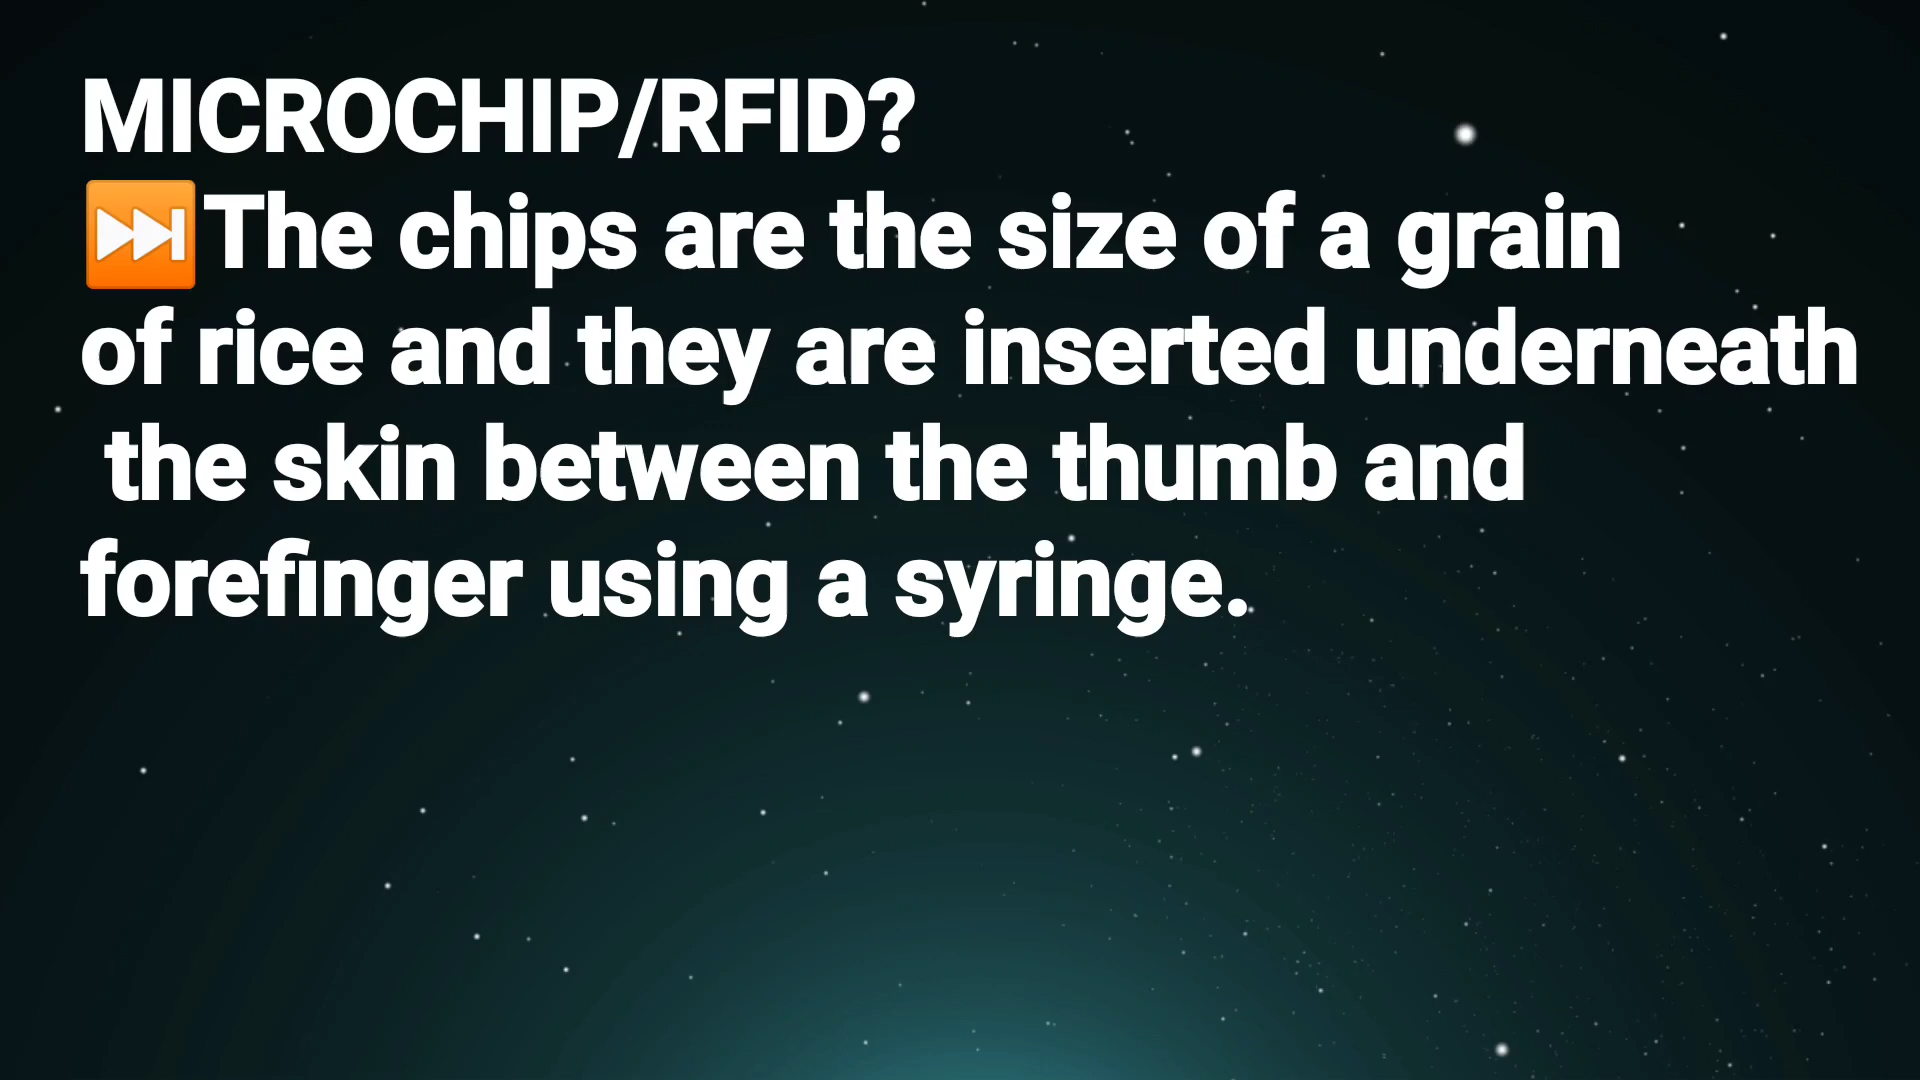 MICROCHIP/RFID?
⏭️The chips are the size of a grain
of rice and they are inserted underneath
the skin between the thumb and
forefinger using a syringe.